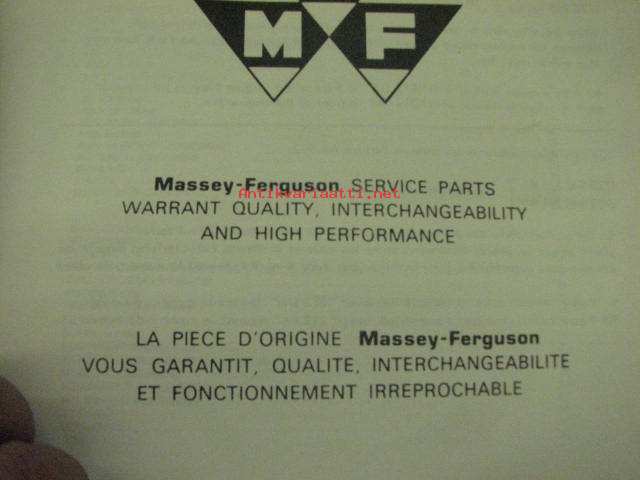 MF
Massey-Ferguson SERVICE PARTS
Antikvariaatti.net
WARRANT QUALITY, INTERCHANGEABILITY
AND HIGH PERFORMANCE
LA PIECE D'ORIGINE Massey-Ferguson
VOUS GARANTIT, QUALITE, INTERCHANGEABILITE
ET FONCTIONNEMENT IRREPROCHABLE